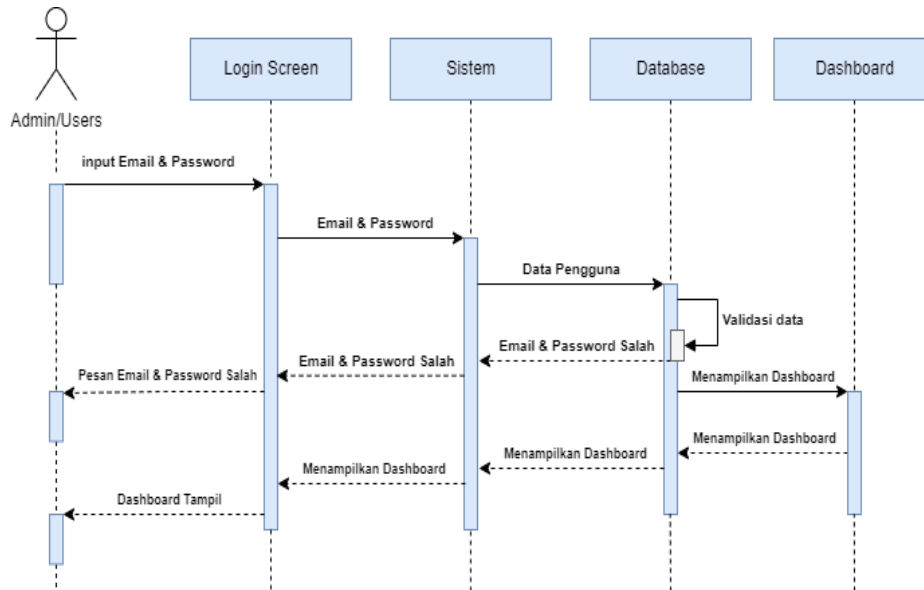 Login Screen
Sistem
Database
Dashboard
Admin/Users
input Email & Password
Email & Password
Data Pengguna
Validasi data
Email & Password Salah
Email & Password Salah
Pesan Email & Password Salah
Menampilkan Dashboard
Menampilkan Dashboard
Menampilkan Dashboard
Menampilkan Dashboard
Dashboard Tampil